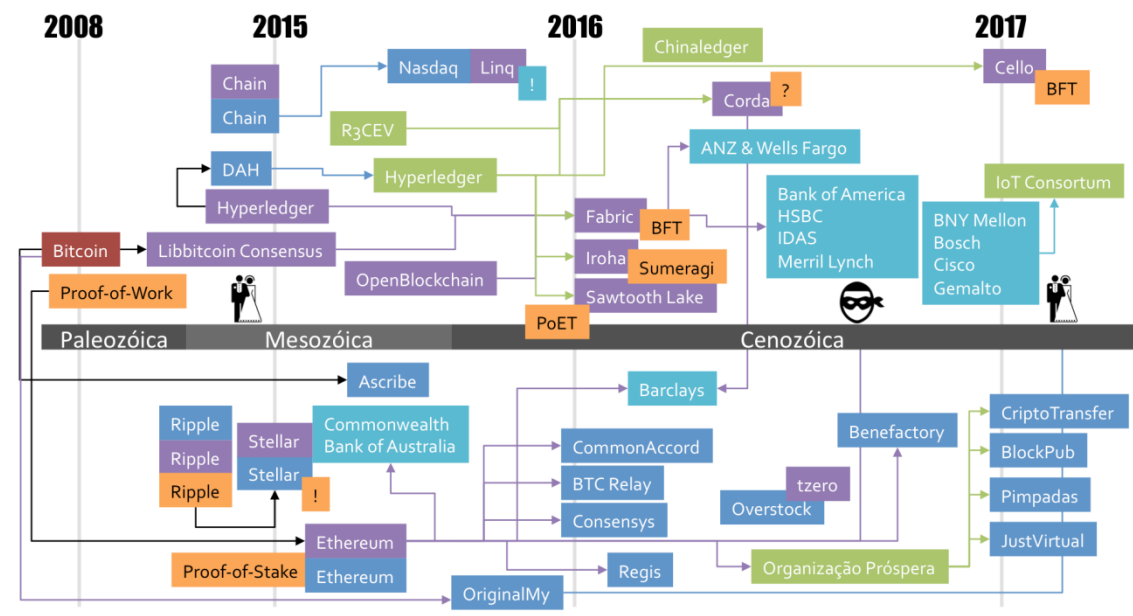 2008
2015
2016
2017
Chinaledger
Chain
Nasdaq
Linq
!
Cello
BFT
Chain
R3CEV
Corda
?
ANZ & Wells Fargo
DAH
Hyperledger
IoT Consortum
Hyperledger
Fabric
BFT
Bank of America
HSBC
IDAS
Merril Lynch
BNY Mellon
Bosch
Cisco
Gemalto
Bitcoin
Libbitcoin Consensus
Iroha
Sumeragi
OpenBlockchain
Proof-of-Work
Sawtooth Lake
PoET
Paleozóica
Mesozóica
Cenozóica
Ascribe
Barclays
Ripple
Ripple
Ripple
Stellar
Stellar
!
Commonwealth
Bank of Australia
CommonAccord
BTC Relay
Consensys
Benefactory
tzero
Overstock
CriptoTransfer
BlockPub
Pimpadas
JustVirtual
Ethereum
Proof-of-Stake
Ethereum
Regis
Organização Próspera
OriginalMy